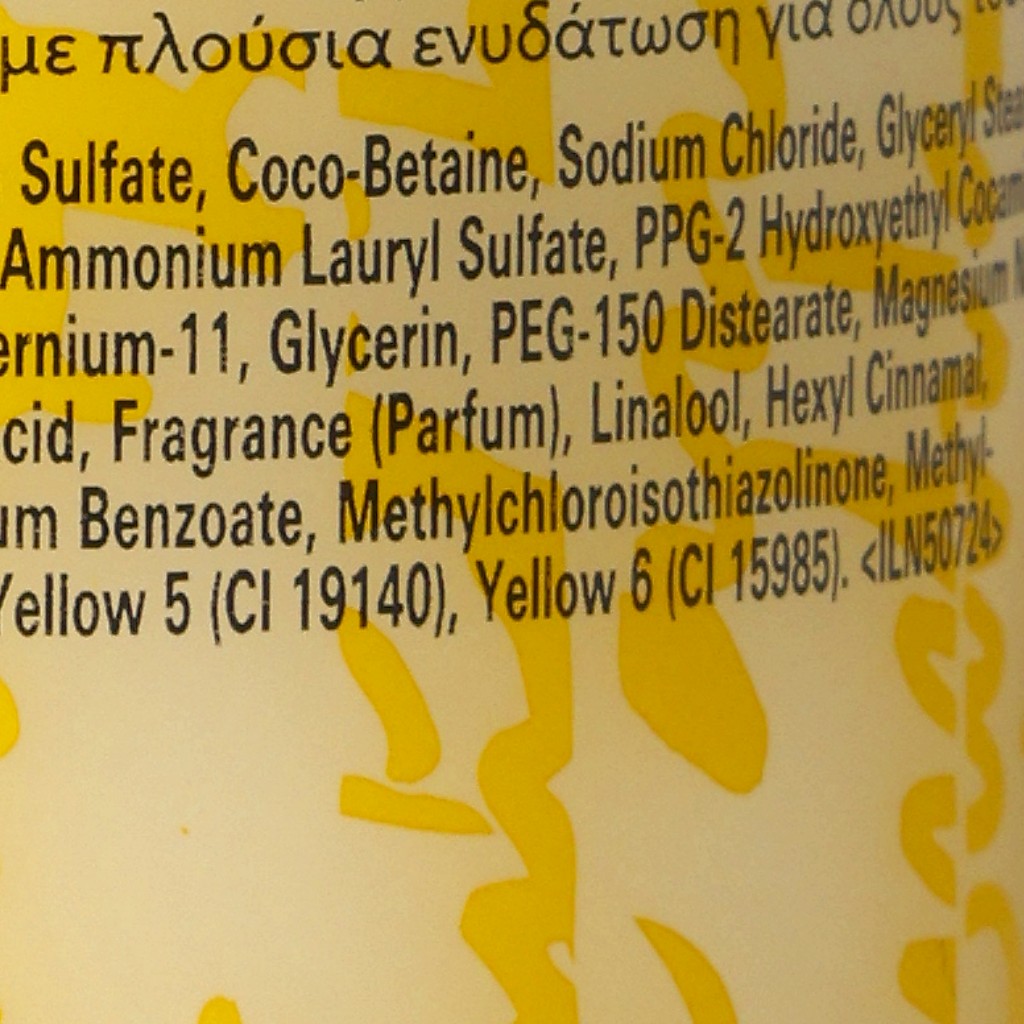 με πλούσια ενυδάτωση για όλους
Sulfate, Coco-Betaine, Sodium Chloride, Glyceryl Stea
Ammonium Lauryl Sulfate, PPG-2 Hydroxyethyl Cocam
ernium-11, Glycerin, PEG-150 Distearate, Magnesium N
cid, Fragrance (Parfum), Linalool, Hexyl Cinnamal,
um Benzoate, Methylchloroisothiazolinone, Methyl-
Yellow 5 (CI 19140), Yellow 6 (CI 15985). <ILN50724>